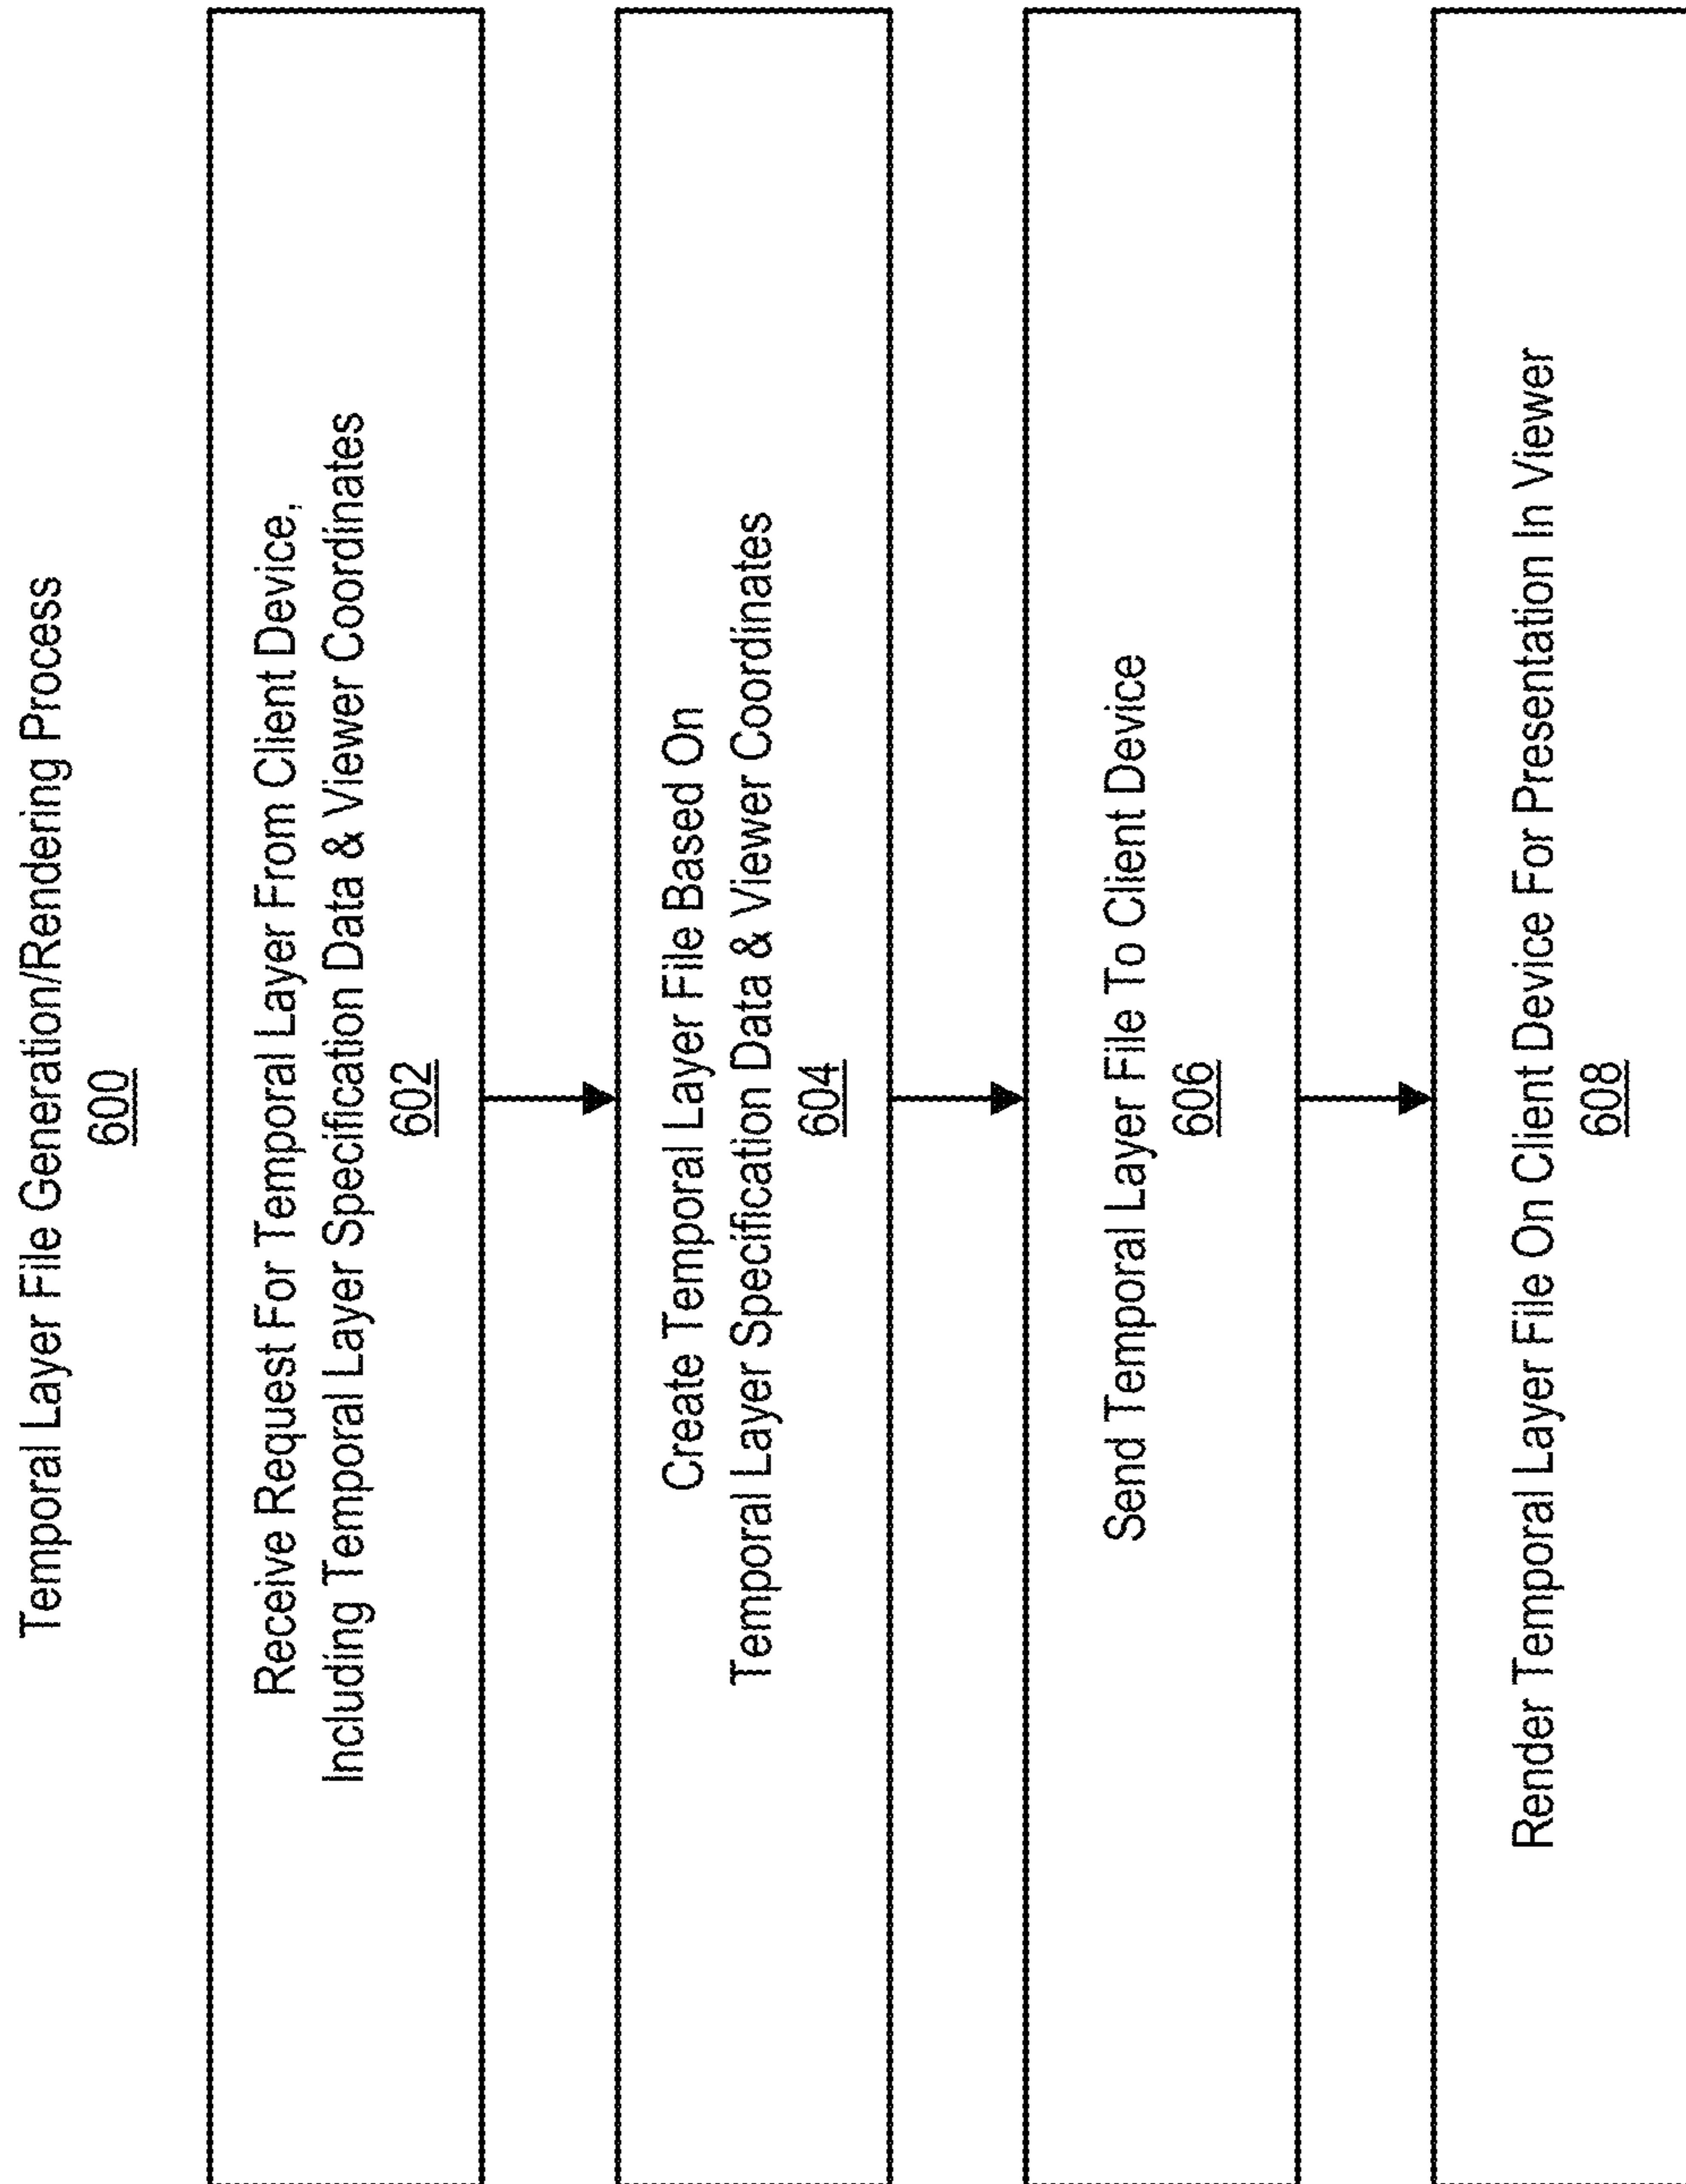 Temporal Layer File Generation/Rendering Process
600
Receive Request For Temporal Layer From Client Device,
Including Temporal Layer Specification Data & Viewer Coordinates
602
Create Temporal Layer File Based On
Temporal Layer Specification Data & Viewer Coordinates
604
Send Temporal Layer File To Client Device
606
Render Temporal Layer File On Client Device For Presentation In Viewer
608